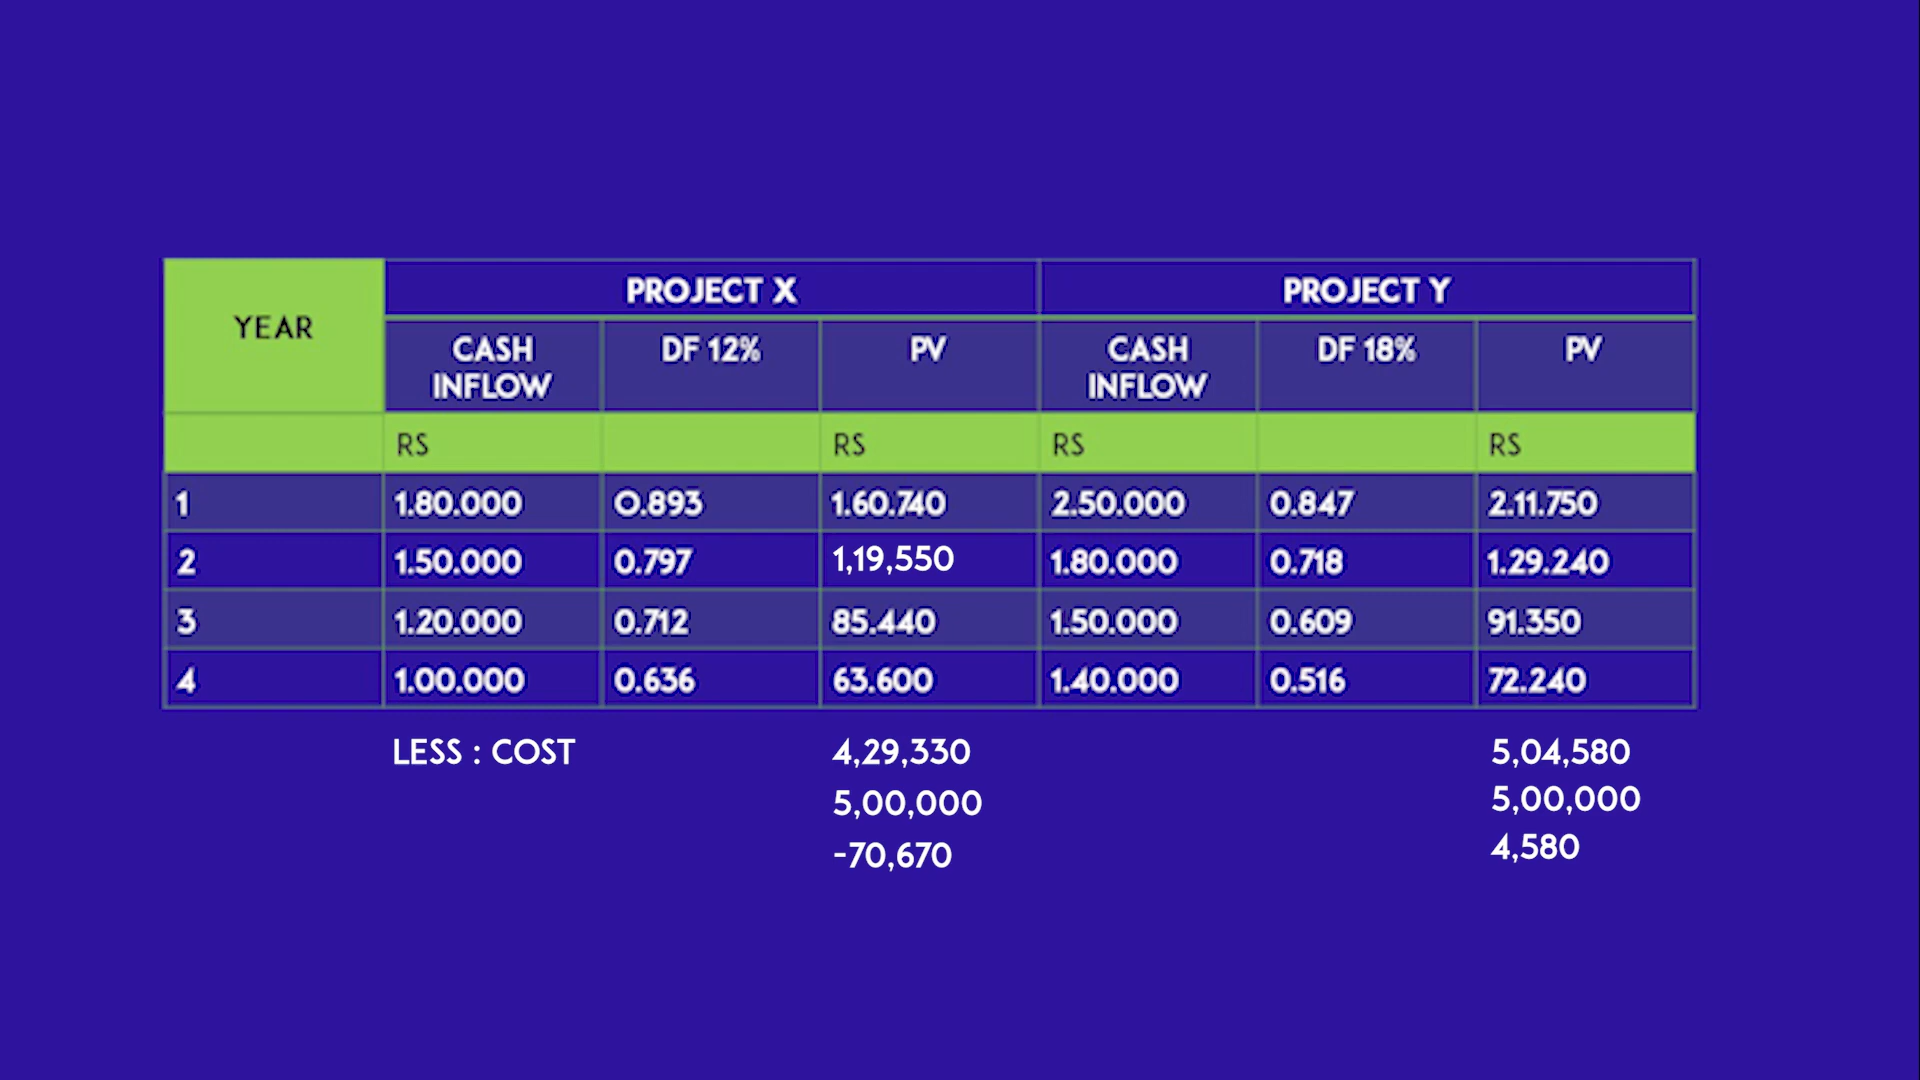 YEAR PROJECT X PROJECT Y
CASH INFLOW DF 12% PV CASH INFLOW DF 18% PV
RS RS RS RS
1 1.80.000 0.893 1.60.740 2.50.000 0.847 2.11.750
2 1.50.000 0.797 1,19,550 1.80.000 0.718 1.29.240
3 1.20.000 0.712 85.440 1.50.000 0.609 91.350
4 1.00.000 0.636 63.600 1.40.000 0.516 72.240
LESS : COST 4,29,330 5,04,580
5,00,000 5,00,000
-70,670 4,580